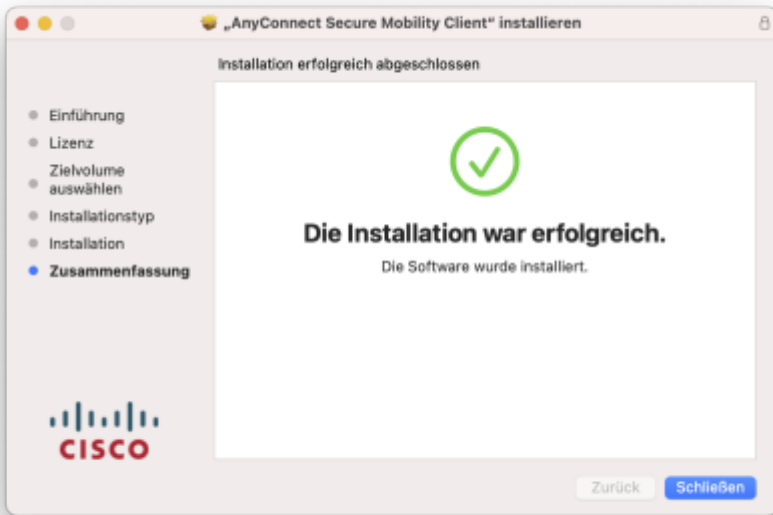 „AnyConnect Secure Mobility Client“ installieren
Installation erfolgreich abgeschlossen
Einführung
Lizenz
Zielvolume
auswählen
Installationstyp
Installation
Zusammenfassung
Die Installation war erfolgreich.
Die Software wurde installiert.
CISCO
Zurück
Schließen